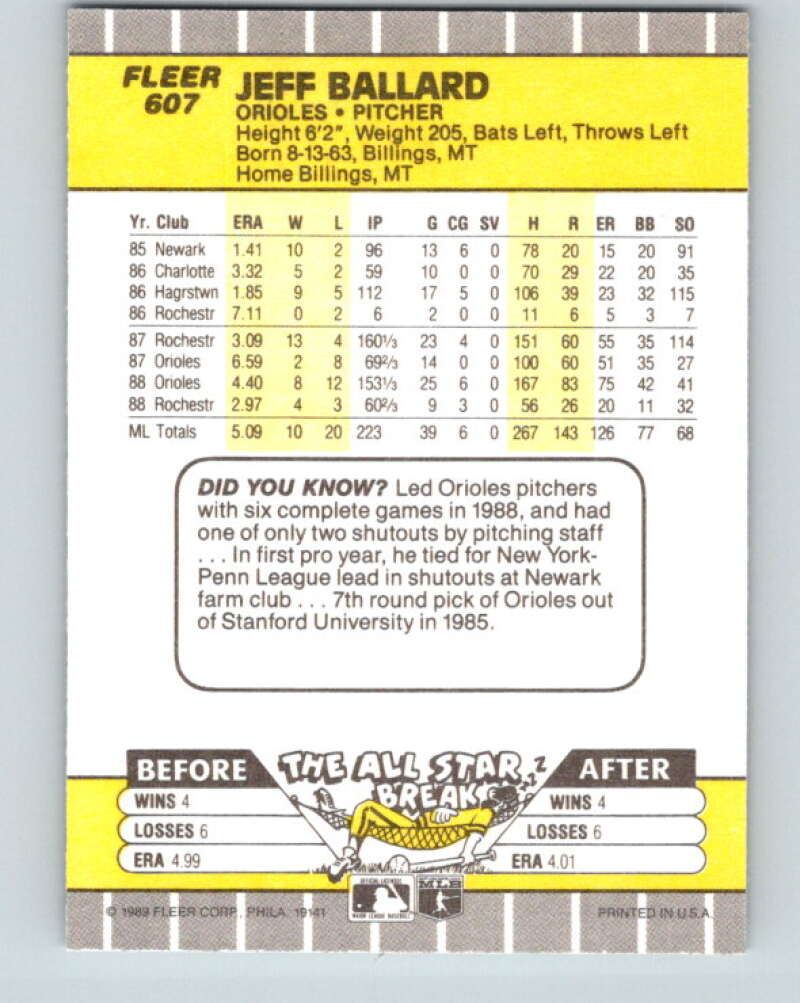 FLEER 607
JEFF BALLARD
ORIOLES • PITCHER
Height 6'2", Weight 205, Bats Left, Throws Left
Born 8-13-63, Billings, MT
Home Billings, MT
Yr. Club ERA W L IP G CG SV H R ER BB SO
85 Newark 1.41 10 2 96 13 6 0 78 20 15 20 91
86 Charlotte 3.32 5 2 59 10 0 0 70 29 22 20 35
86 Hagrstwn 1.85 9 5 112 17 5 0 106 39 23 32 115
86 Rochestr 7.11 0 2 6 2 0 0 11 6 5 3 7
87 Rochestr 3.09 13 4 160⅓ 23 4 0 151 60 55 35 114
87 Orioles 6.59 2 8 69⅔ 14 0 0 100 60 51 35 27
88 Orioles 4.40 8 12 153⅓ 25 6 0 167 83 75 42 41
88 Rochestr 2.97 4 3 60⅔ 9 3 0 56 26 20 11 32
ML Totals 5.09 10 20 223 39 6 0 267 143 126 77 68
DID YOU KNOW? Led Orioles pitchers
with six complete games in 1988, and had
one of only two shutouts by pitching staff
. . . In first pro year, he tied for New York-
Penn League lead in shutouts at Newark
farm club . . . 7th round pick of Orioles out
of Stanford University in 1985.
THE ALL STAR
BREAK
ZZZ
BEFORE
WINS 4
LOSSES 6
ERA 4.99
AFTER
WINS 4
LOSSES 6
ERA 4.01
OFFICIAL LICENSEE
MAJOR LEAGUE BASEBALL
MLB
© 1989 FLEER CORP., PHILA. 19141
PRINTED IN U.S.A.